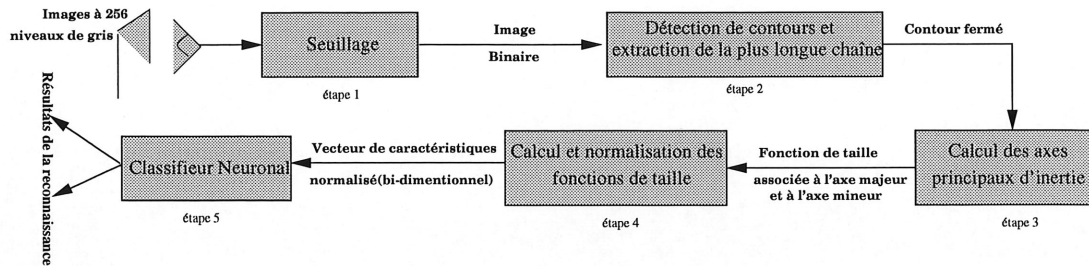 Images à 256
niveaux de gris
Seuillage
étape 1
Image
Binaire
Détection de contours et
extraction de la plus longue chaîne
étape 2
Contour fermé
Calcul des axes
principaux d'inertie
étape 3
Fonction de taille
associée à l'axe majeur
et à l'axe mineur
Calcul et normalisation des
fonctions de taille
étape 4
Vecteur de caractéristiques
normalisé(bi-dimentionnel)
Classifieur Neuronal
étape 5
Résultats de la reconnaissance